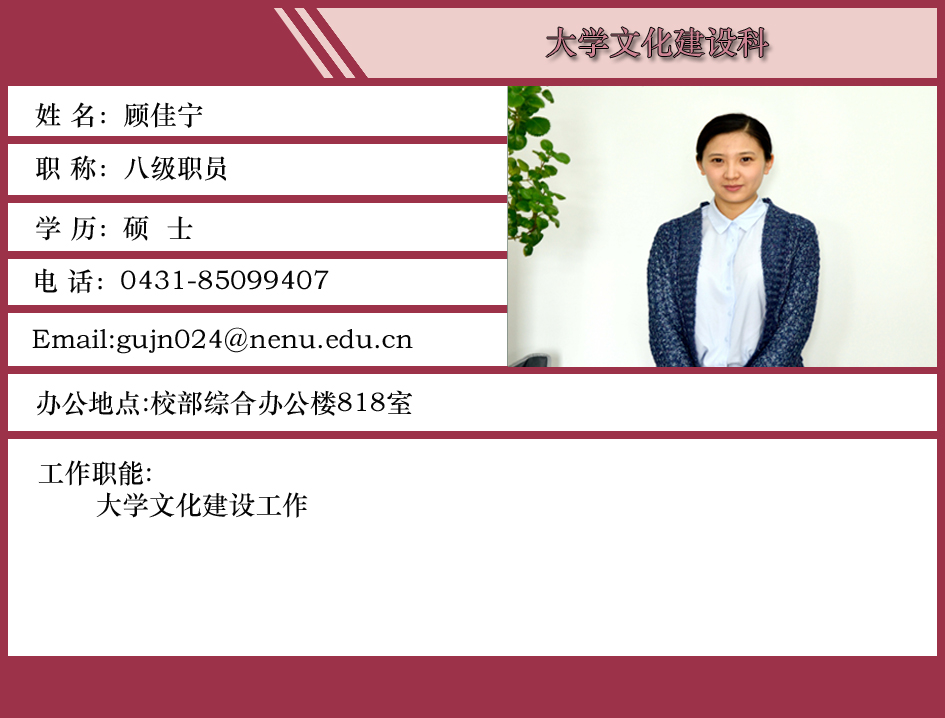 大学文化建设科
姓 名：顾佳宁
职 称：八级职员
学 历：硕 士
电 话：0431-85099407
Email:gujn024@nenu.edu.cn
办公地点:校部综合办公楼818室
工作职能:
大学文化建设工作